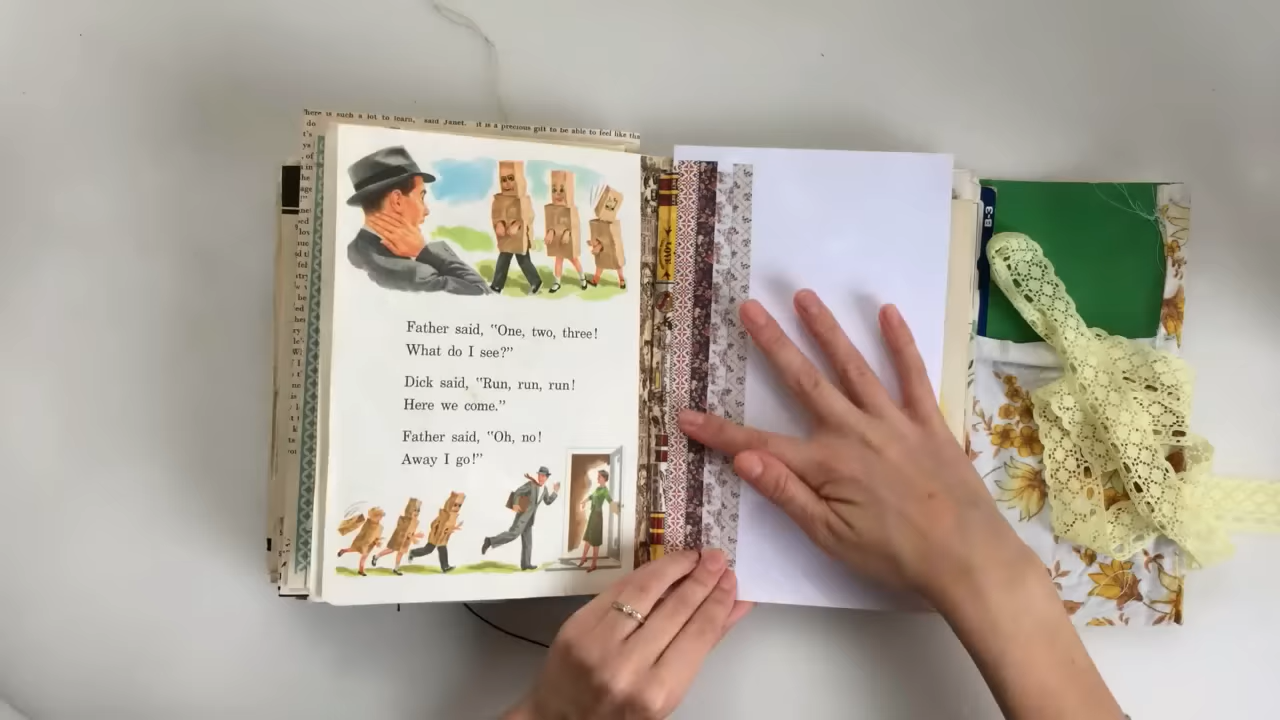 here is such a lot to learn, said Janet. it is a precious gift to be able to feel like tha
Father said, "One, two, three!
What do I see?"
Dick said, "Run, run, run!
Here we come."
Father said, "Oh, no!
Away I go!"
B-3